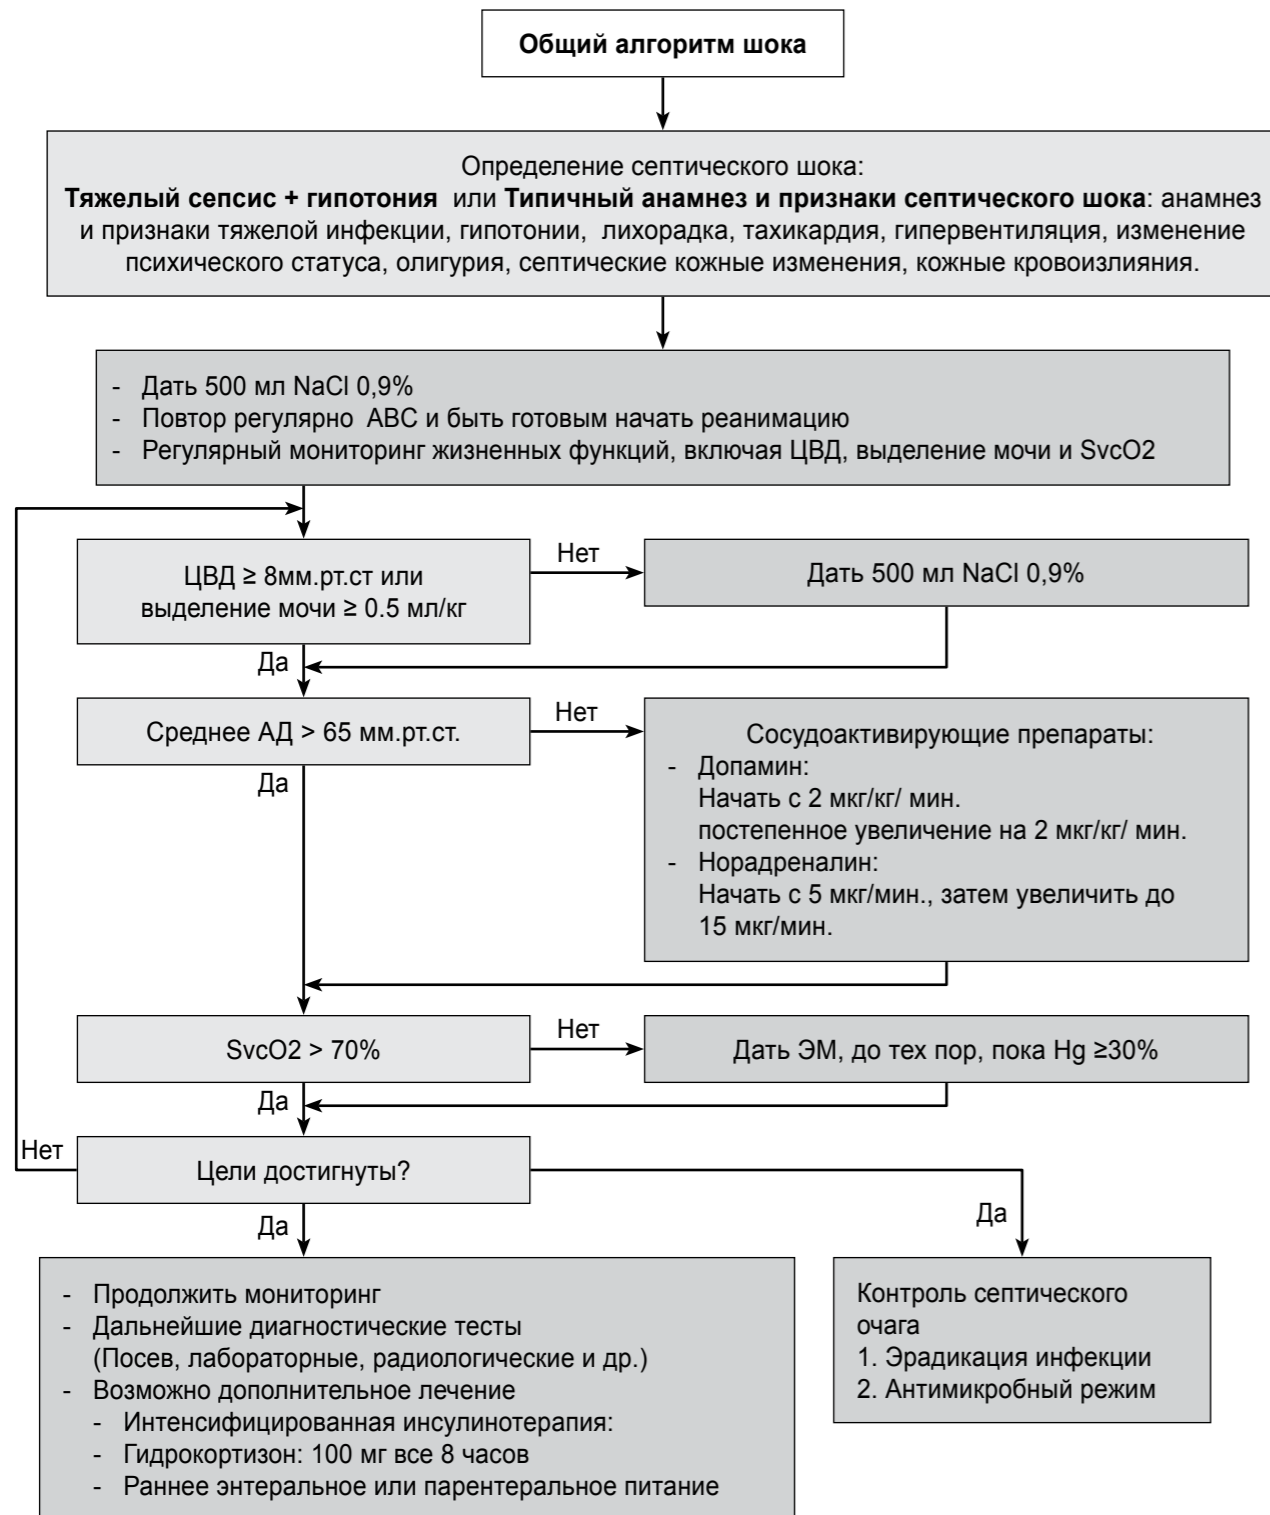 Общий алгоритм шока
Определение септического шока:
Тяжелый сепсис + гипотония или Типичный анамнез и признаки септического шока: анамнез
и признаки тяжелой инфекции, гипотонии, лихорадка, тахикардия, гипервентиляция, изменение
психического статуса, олигурия, септические кожные изменения, кожные кровоизлияния.
- Дать 500 мл NaCl 0,9%
- Повтор регулярно АВС и быть готовым начать реанимацию
- Регулярный мониторинг жизненных функций, включая ЦВД, выделение мочи и SvcO2
ЦВД ≥ 8мм.рт.ст или
выделение мочи ≥ 0.5 мл/кг
Нет
Дать 500 мл NaCl 0,9%
Да
Среднее АД > 65 мм.рт.ст.
Нет
Сосудоактивирующие препараты:
- Допамин:
Начать с 2 мкг/кг/ мин.
постепенное увеличение на 2 мкг/кг/ мин.
- Норадреналин:
Начать с 5 мкг/мин., затем увеличить до
15 мкг/мин.
Да
SvcO2 > 70%
Нет
Дать ЭМ, до тех пор, пока Hg ≥30%
Да
Нет
Цели достигнуты?
Да
Да
- Продолжить мониторинг
- Дальнейшие диагностические тесты
(Посев, лабораторные, радиологические и др.)
- Возможно дополнительное лечение
- Интенсифицированная инсулинотерапия:
- Гидрокортизон: 100 мг все 8 часов
- Раннее энтеральное или парентеральное питание
Контроль септического
очага
1. Эрадикация инфекции
2. Антимикробный режим